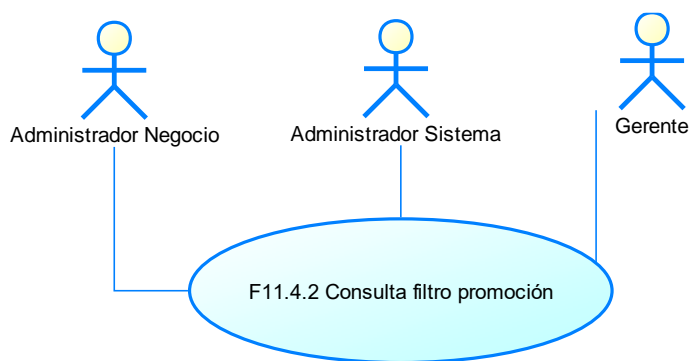 Administrador Negocio
Administrador Sistema
Gerente
F11.4.2 Consulta filtro promoción